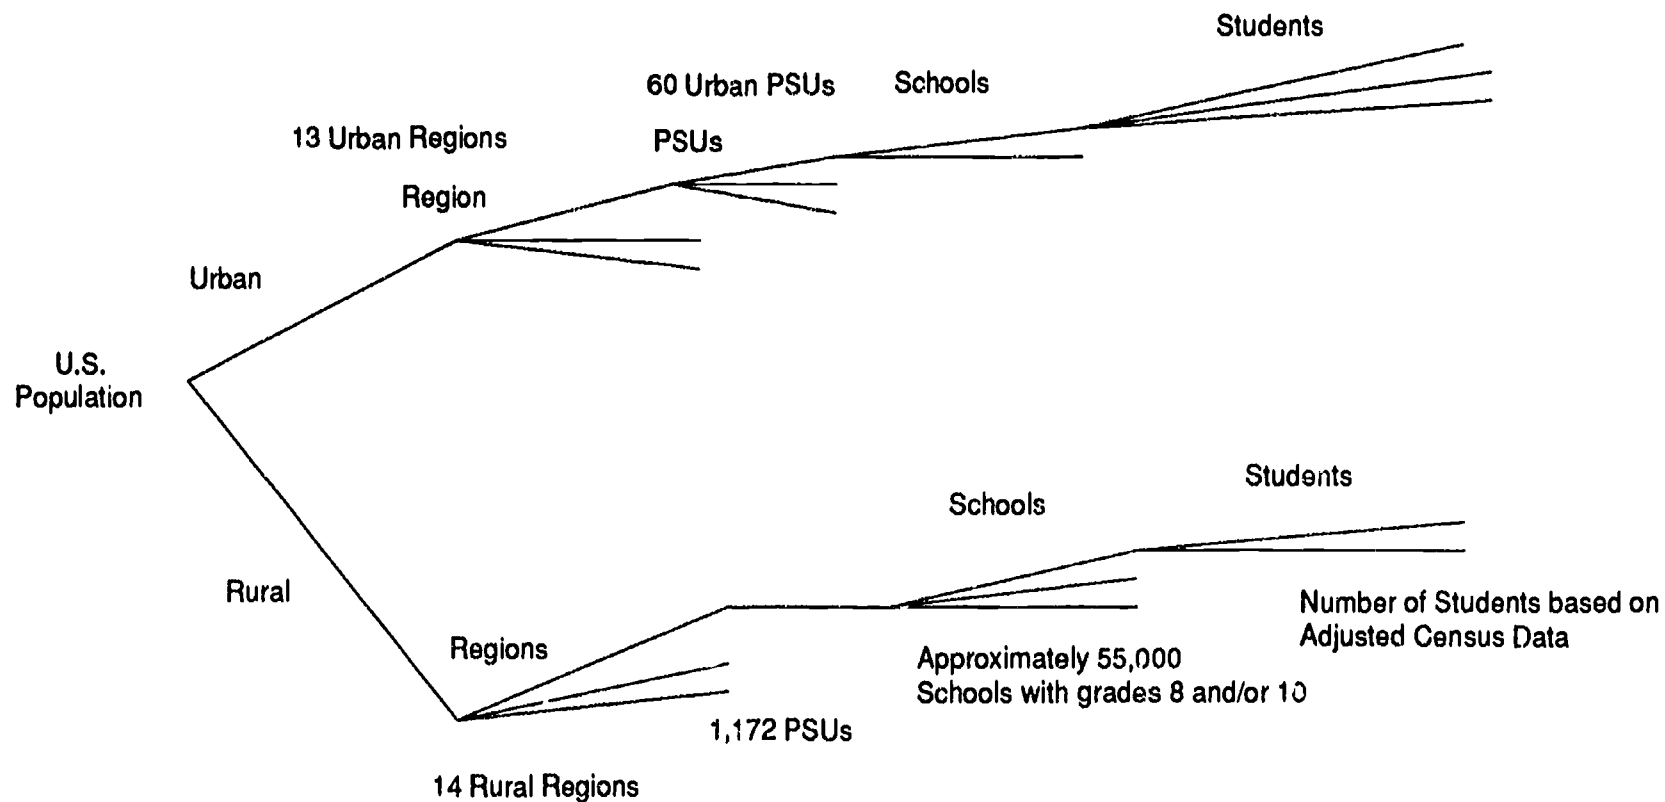 Students
60 Urban PSUs
Schools
13 Urban Regions
PSUs
Region
Urban
U.S.
Population
Students
Schools
Rural
Number of Students based on
Adjusted Census Data
Regions
Approximately 55,000
Schools with grades 8 and/or 10
1,172 PSUs
14 Rural Regions